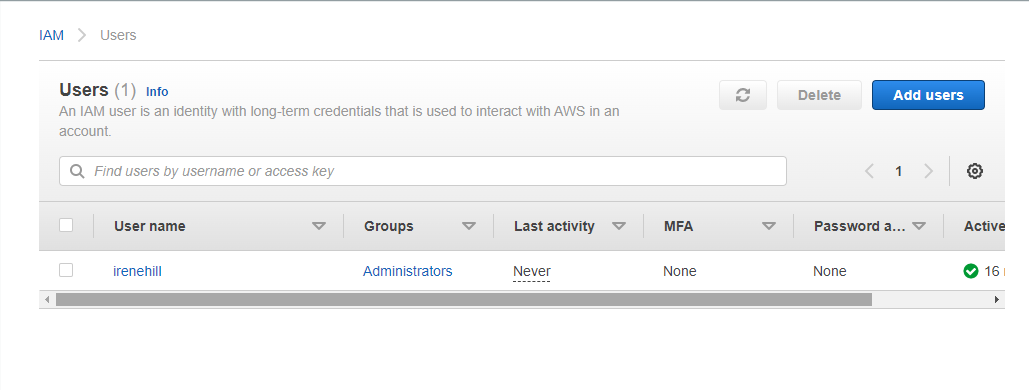 IAM > Users
Users (1) Info
An IAM user is an identity with long-term credentials that is used to interact with AWS in an
account.
Delete
Add users
Find users by username or access key
1
User name Groups Last activity MFA Password a... Active
irenehill Administrators Never None None 16